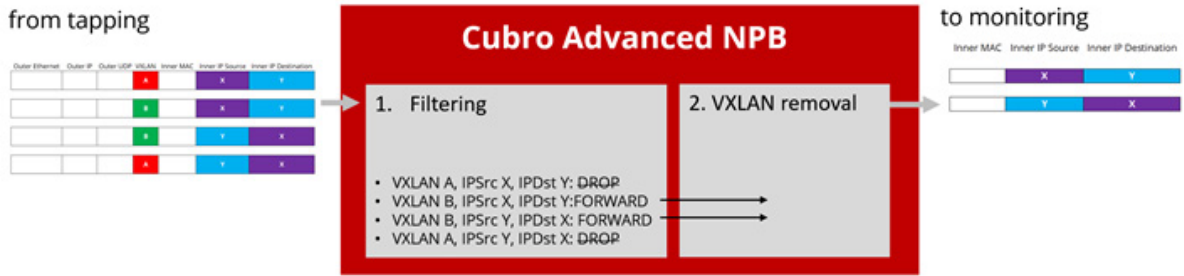 from tapping
Outer Ethernet Outer IP Outer UDP VXLAN Inner MAC Inner IP Source Inner IP Destination
A X Y
B X Y
B Y X
A Y X
Cubro Advanced NPB
1. Filtering
• VXLAN A, IPSrc X, IPDst Y: DROP
• VXLAN B, IPSrc X, IPDst Y:FORWARD
• VXLAN B, IPSrc Y, IPDst X: FORWARD
• VXLAN A, IPSrc Y, IPDst X: DROP
2. VXLAN removal
to monitoring
Inner MAC Inner IP Source Inner IP Destination
X Y
Y X